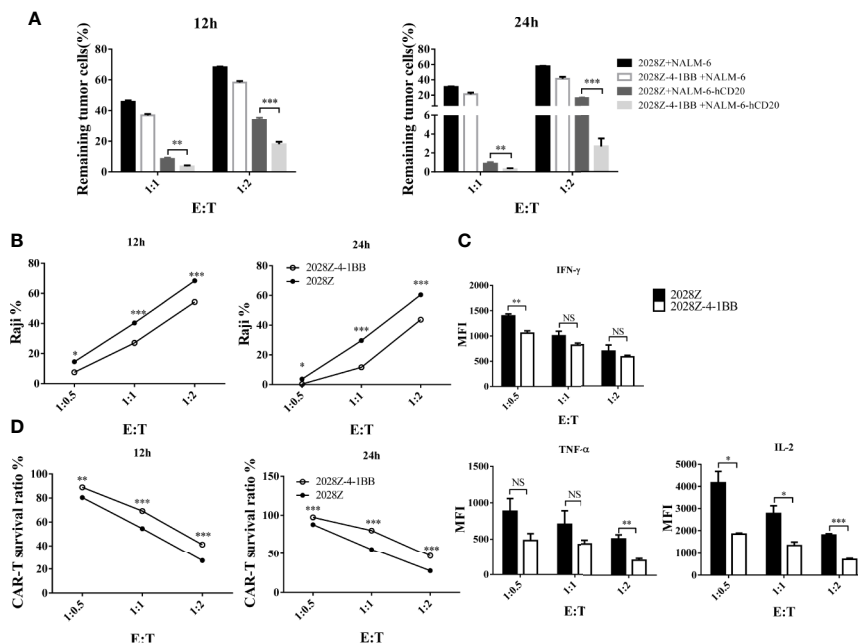 A
12h
Remaining tumor cells(%)
80
60
40
20
0
1:1
1:2
E:T
**
***
24h
Remaining tumor cells(%)
80
60
40
20
6
4
2
0
1:1
1:2
E:T
**
***
2028Z+NALM-6
2028Z-4-1BB +NALM-6
2028Z+NALM-6-hCD20
2028Z-4-1BB +NALM-6-hCD20
B
12h
Raji %
80
60
40
20
0
1:0.5
1:1
1:2
E:T
*
***
***
24h
Raji %
80
60
40
20
0
1:0.5
1:1
1:2
E:T
*
***
***
2028Z-4-1BB
2028Z
C
IFN-γ
MFI
2000
1500
1000
500
0
1:0.5
1:1
1:2
E:T
**
NS
NS
2028Z
2028Z-4-1BB
D
12h
CAR-T survival ratio %
100
80
60
40
20
0
1:0.5
1:1
1:2
E:T
**
***
***
24h
CAR-T survival ratio %
150
100
50
0
1:0.5
1:1
1:2
E:T
***
***
***
2028Z-4-1BB
2028Z
TNF-α
MFI
1500
1000
500
0
1:0.5
1:1
1:2
E:T
NS
NS
**
IL-2
MFI
5000
4000
3000
2000
1000
0
1:0.5
1:1
1:2
E:T
*
*
***